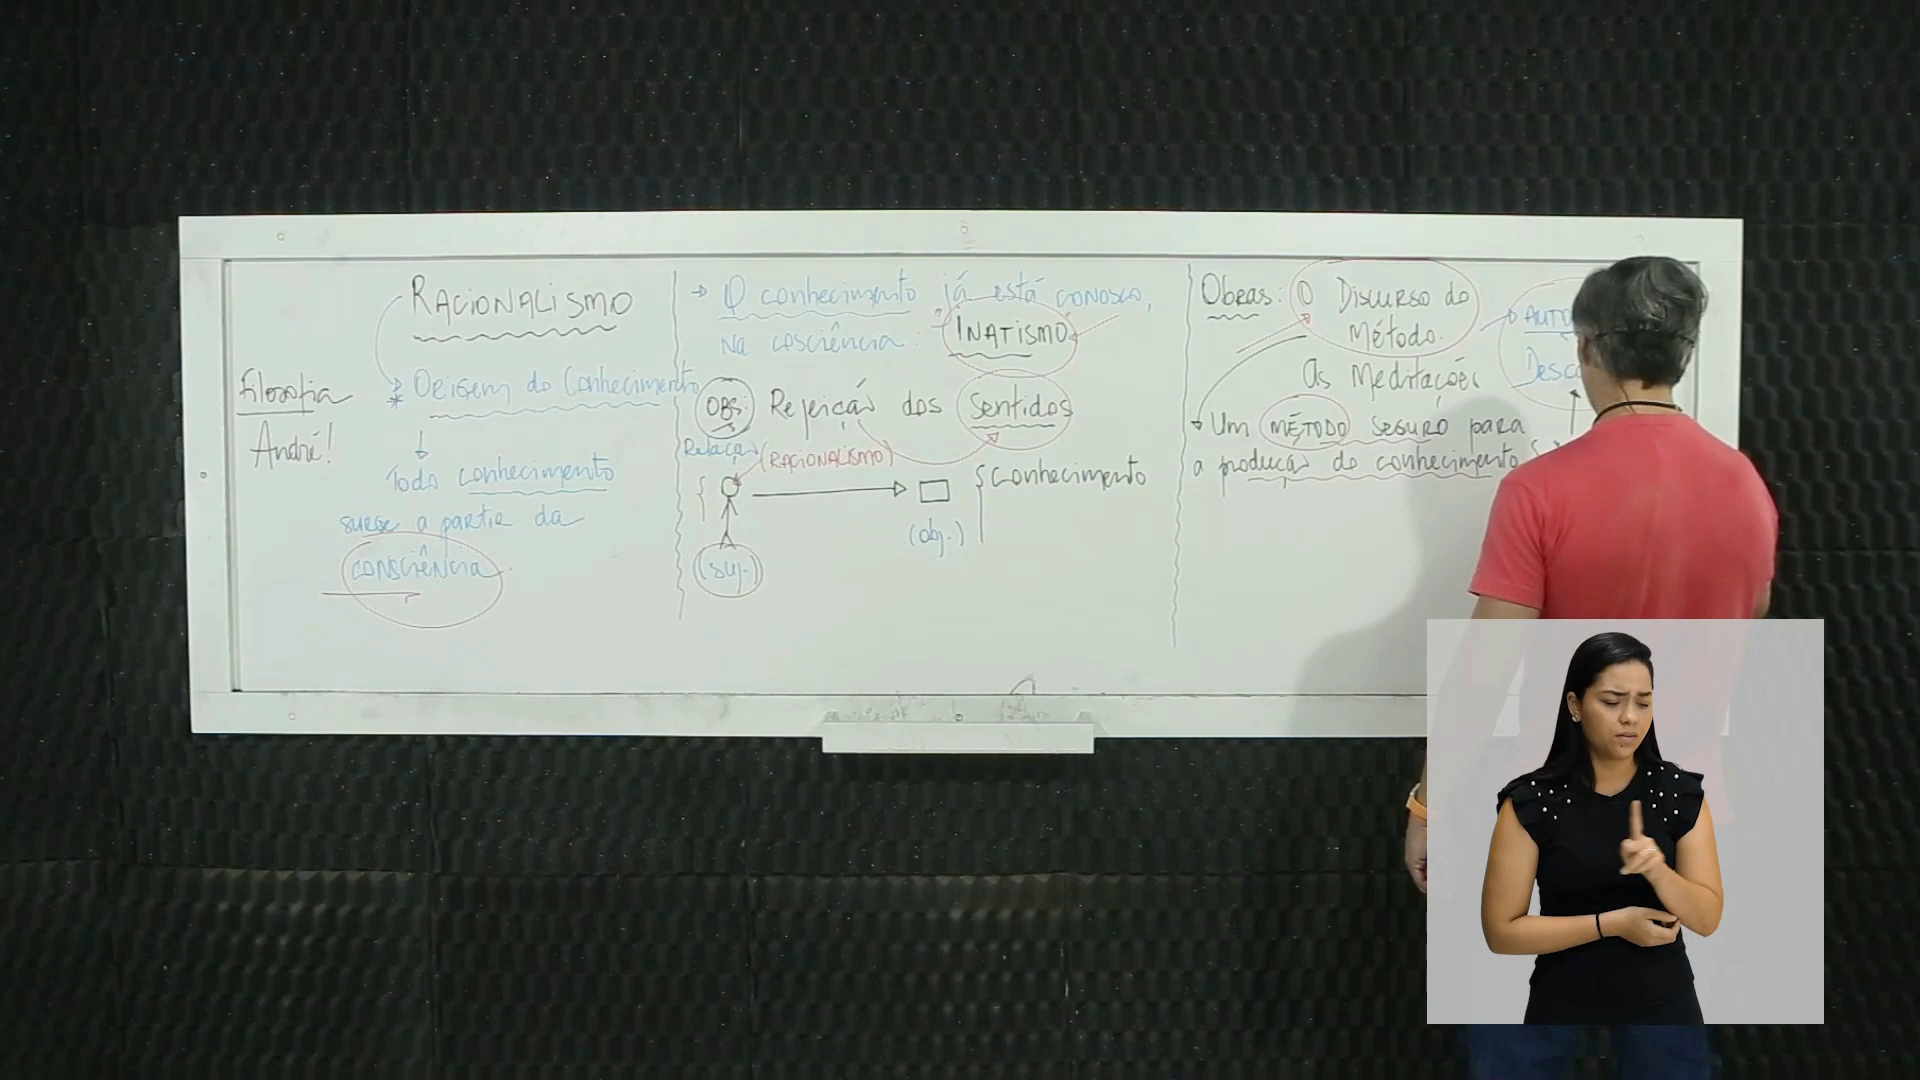 Filosofia
André!
RACIONALISMO
* Origem do Conhecimento
Todo conhecimento
surge a partir da
consciência.
→ O conhecimento já está conosco,
na cosciência: "INATISMO"
OBS: Rejeição dos Sentidos
Relação (RACIONALISMO)
{ Conhecimento
(suj.)
(obj.)
Obras: O Discurso do
Método.
As Meditações
Um MÉTODO seguro para
a produção do conhecimento